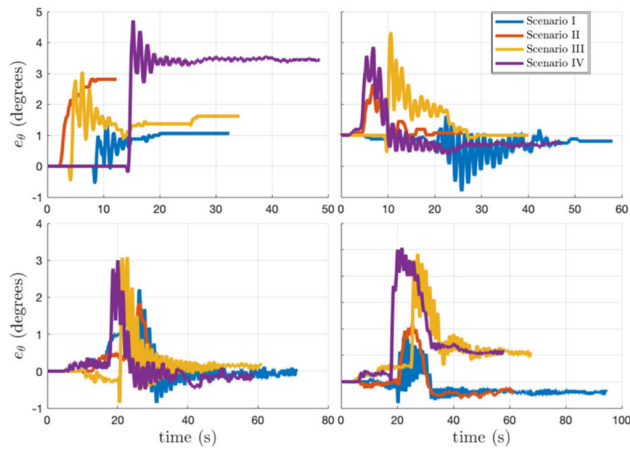 5
4
3
2
1
0
-1
e_θ (degrees)
0 10 20 30 40 50
0 10 20 30 40 50 60
Scenario I
Scenario II
Scenario III
Scenario IV
4
3
2
1
0
-1
e_θ (degrees)
0 20 40 60 80
time (s)
0 20 40 60 80 100
time (s)